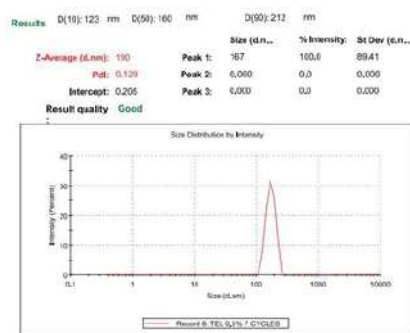 Results D(10): 123 nm D(50): 160 nm D(90): 212 nm
Size (d.n... % Intensity: St Dev (d.n...
Z-Average (d.nm): 190 Peak 1: 167 100.0 89.41
PdI: 0.129 Peak 2: 0.000 0.0 0.000
Intercept: 0.205 Peak 3: 0.000 0.0 0.000
Result quality : Good
Size Distribution by Intensity
Intensity (Percent)
40
30
20
10
0
0.1 1 10 100 1000 10000
Size (d.nm)
Record 6: TEL 0,5% 7 CYCLES